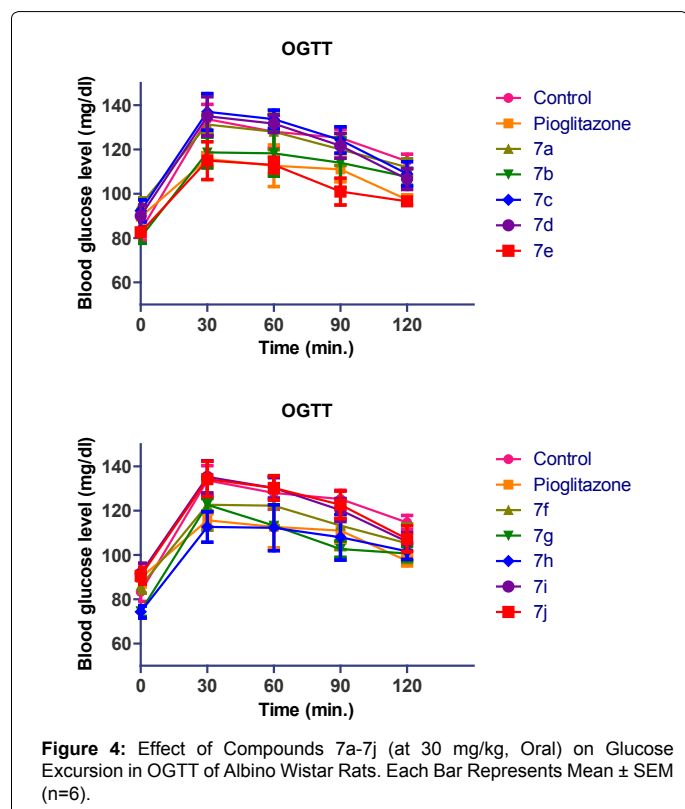 OGTT
Blood glucose level (mg/dl)
140
120
100
80
60
0 30 60 90 120
Time (min.)
Control
Pioglitazone
7a
7b
7c
7d
7e
OGTT
Blood glucose level (mg/dl)
140
120
100
80
60
0 30 60 90 120
Time (min.)
Control
Pioglitazone
7f
7g
7h
7i
7j
Figure 4: Effect of Compounds 7a-7j (at 30 mg/kg, Oral) on Glucose
Excursion in OGTT of Albino Wistar Rats. Each Bar Represents Mean ± SEM
(n=6).